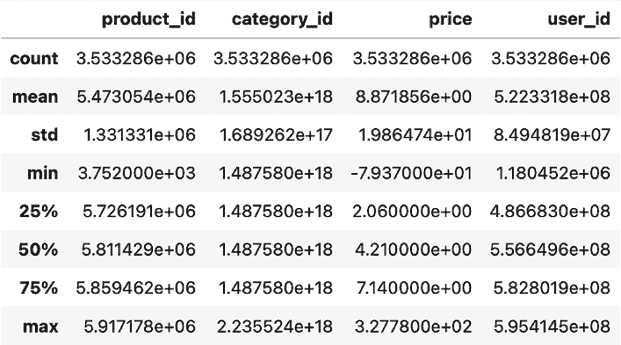 product_id category_id price user_id
count 3.533286e+06 3.533286e+06 3.533286e+06 3.533286e+06
mean 5.473054e+06 1.555023e+18 8.871856e+00 5.223318e+08
std 1.331331e+06 1.689262e+17 1.986474e+01 8.494819e+07
min 3.752000e+03 1.487580e+18 -7.937000e+01 1.180452e+06
25% 5.726191e+06 1.487580e+18 2.060000e+00 4.866830e+08
50% 5.811429e+06 1.487580e+18 4.210000e+00 5.566496e+08
75% 5.859462e+06 1.487580e+18 7.140000e+00 5.828019e+08
max 5.917178e+06 2.235524e+18 3.277800e+02 5.954145e+08